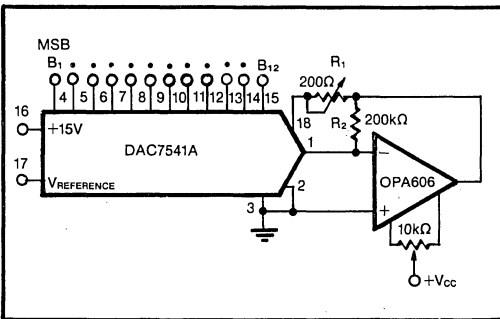 MSB
B1 B12
4 5 6 7 8 9 10 11 12 13 14 15
R1
200Ω
16
+15V
18
R2 200kΩ
DAC7541A
1
−
17
VREFERENCE
OPA606
2
3
+
10kΩ
+VCC